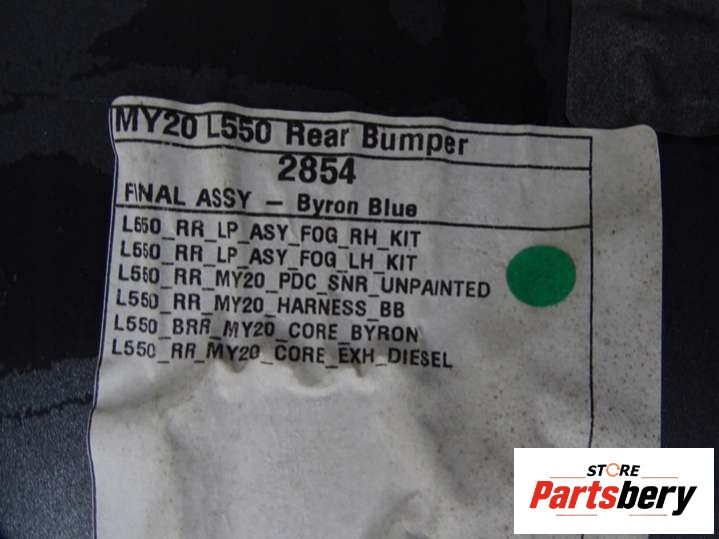 MY20 L550 Rear Bumper
2854
FINAL ASSY – Byron Blue
L550_RR_LP_ASY_FOG_RH_KIT
L550_RR_LP_ASY_FOG_LH_KIT
L550_RR_MY20_PDC_SNR_UNPAINTED
L550_RR_MY20_HARNESS_BB
L550_BRR_MY20_CORE_BYRON
L550_RR_MY20_CORE_EXH_DIESEL
STORE
Partsbery